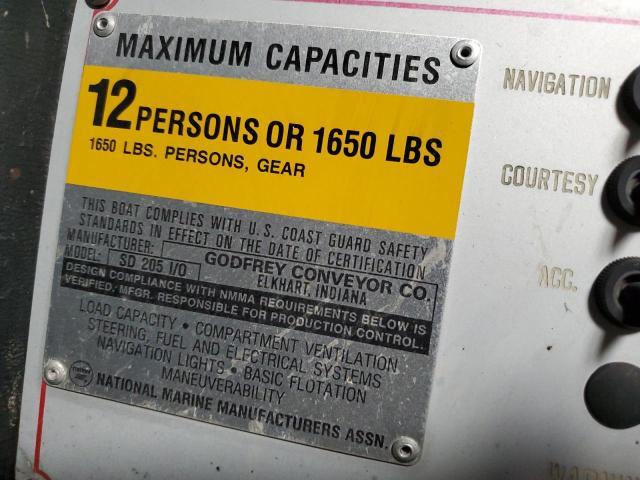 MAXIMUM CAPACITIES
12 PERSONS OR 1650 LBS
1650 LBS. PERSONS, GEAR
THIS BOAT COMPLIES WITH U.S. COAST GUARD SAFETY
STANDARDS IN EFFECT ON THE DATE OF CERTIFICATION
MANUFACTURER: GODFREY CONVEYOR CO.
ELKHART, INDIANA
MODEL: SD 205 I/O
DESIGN COMPLIANCE WITH NMMA REQUIREMENTS BELOW IS
VERIFIED. MFGR. RESPONSIBLE FOR PRODUCTION CONTROL.
LOAD CAPACITY · COMPARTMENT VENTILATION
STEERING, FUEL AND ELECTRICAL SYSTEMS
NAVIGATION LIGHTS · BASIC FLOTATION
MANEUVERABILITY
NATIONAL MARINE MANUFACTURERS ASSN.
NAVIGATION
COURTESY
ACC.